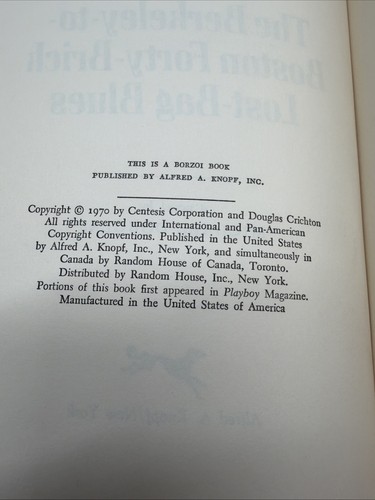 The Berkeley-to-
Boston Forty-Brick
Lost-Bag Blues
THIS IS A BORZOI BOOK
PUBLISHED BY ALFRED A. KNOPF, INC.
Copyright © 1970 by Centesis Corporation and Douglas Crichton
All rights reserved under International and Pan-American
Copyright Conventions. Published in the United States
by Alfred A. Knopf, Inc., New York, and simultaneously in
Canada by Random House of Canada, Toronto.
Distributed by Random House, Inc., New York.
Portions of this book first appeared in Playboy Magazine.
Manufactured in the United States of America
Alfred A. Knopf New York